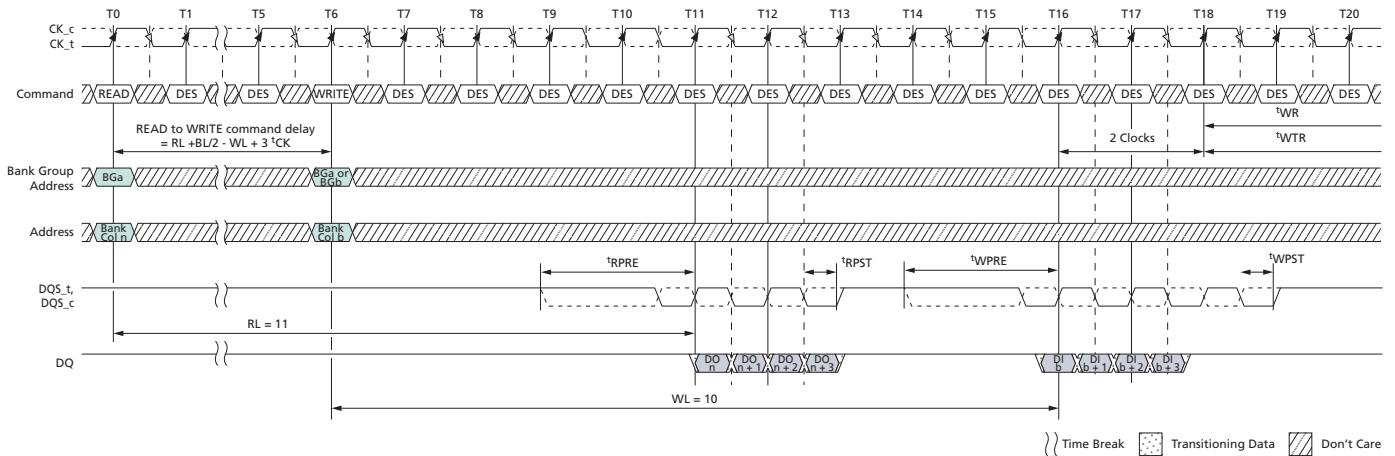 T0 T1 T5 T6 T7 T8 T9 T10 T11 T12 T13 T14 T15 T16 T17 T18 T19 T20
CK_c
CK_t
Command READ DES DES WRITE DES DES DES DES DES DES DES DES DES DES DES DES DES DES
tWR
READ to WRITE command delay
= RL +BL/2 - WL + 3 tCK
2 Clocks
tWTR
Bank Group
Address
BGa
BGa or
BGb
Address
Bank
Col n
Bank
Col b
tRPRE tRPST tWPRE tWPST
DQS_t,
DQS_c
RL = 11
DQ
DO
n
DO
n + 1
DO
n + 2
DO
n + 3
DI
b
DI
b + 1
DI
b + 2
DI
b + 3
WL = 10
Time Break Transitioning Data Don't Care